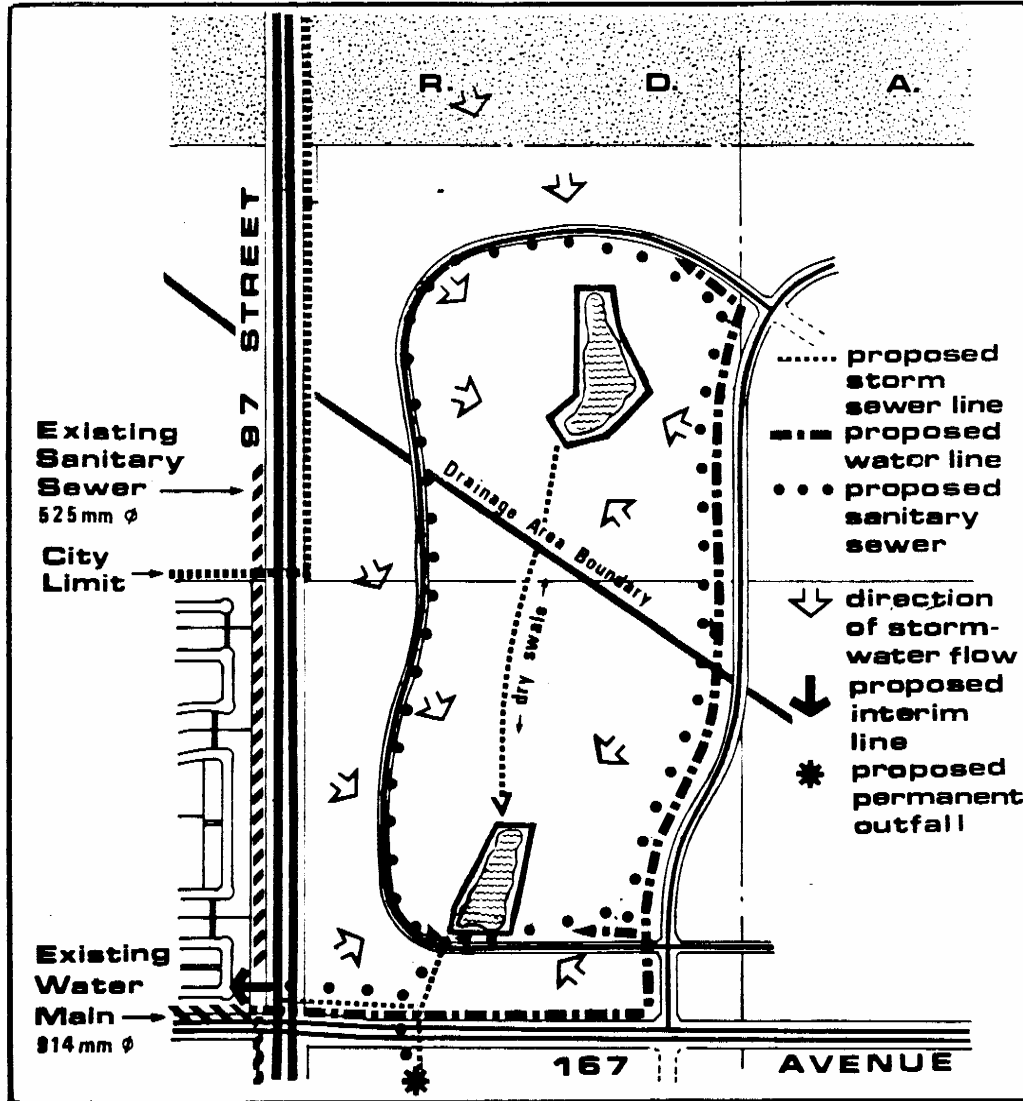 R. D. A.
97 STREET
Existing
Sanitary
Sewer
525mm ø
City
Limit
Existing
Water
Main
914mm ø
Drainage Area Boundary
dry swale
proposed
storm
sewer line
proposed
water line
proposed
sanitary
sewer
direction
of storm-
water flow
proposed
interim
line
proposed
permanent
outfall
167 AVENUE